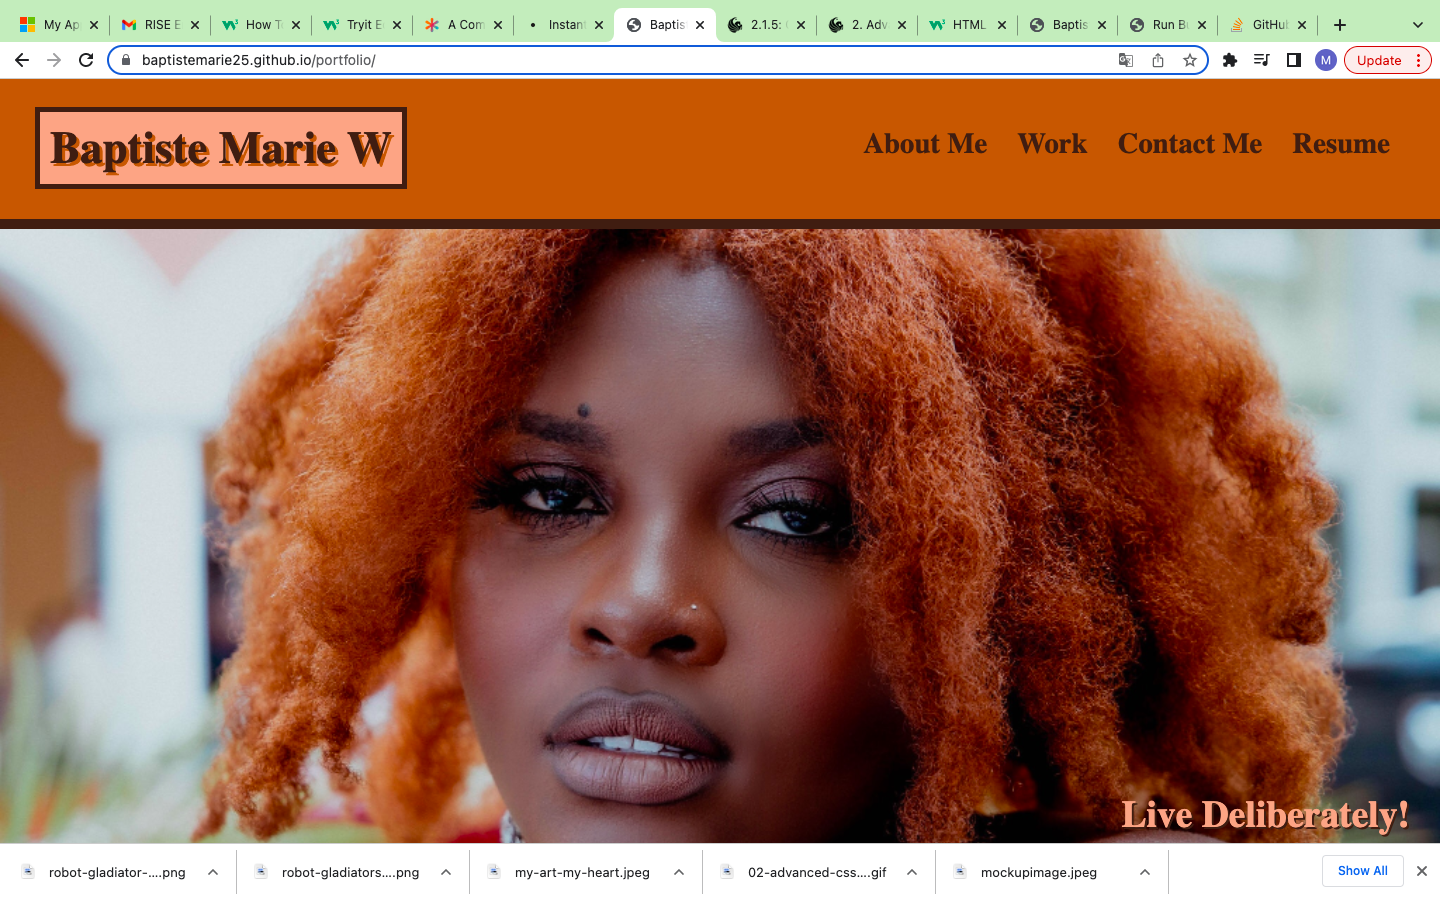 My Ap
RISE E
How T
Tryit E
A Com
Instan
Baptis
2.1.5:
2. Adv
HTML
Baptis
Run B
GitHub
baptistemarie25.github.io/portfolio/
M
Update
Baptiste Marie W
About Me Work Contact Me Resume
Live Deliberately!
robot-gladiator-....png
robot-gladiators....png
my-art-my-heart.jpeg
02-advanced-css....gif
mockupimage.jpeg
Show All